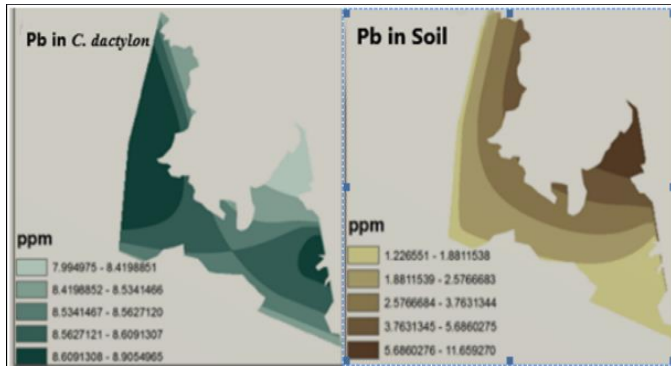 Pb in C. dactylon
ppm
7.994975 - 8.4198851
8.4198852 - 8.5341466
8.5341467 - 8.5627120
8.5627121 - 8.6091307
8.6091308 - 8.9054965
Pb in Soil
ppm
1.226551 - 1.8811538
1.8811539 - 2.5766683
2.5766684 - 3.7631344
3.7631345 - 5.6860275
5.6860276 - 11.659270